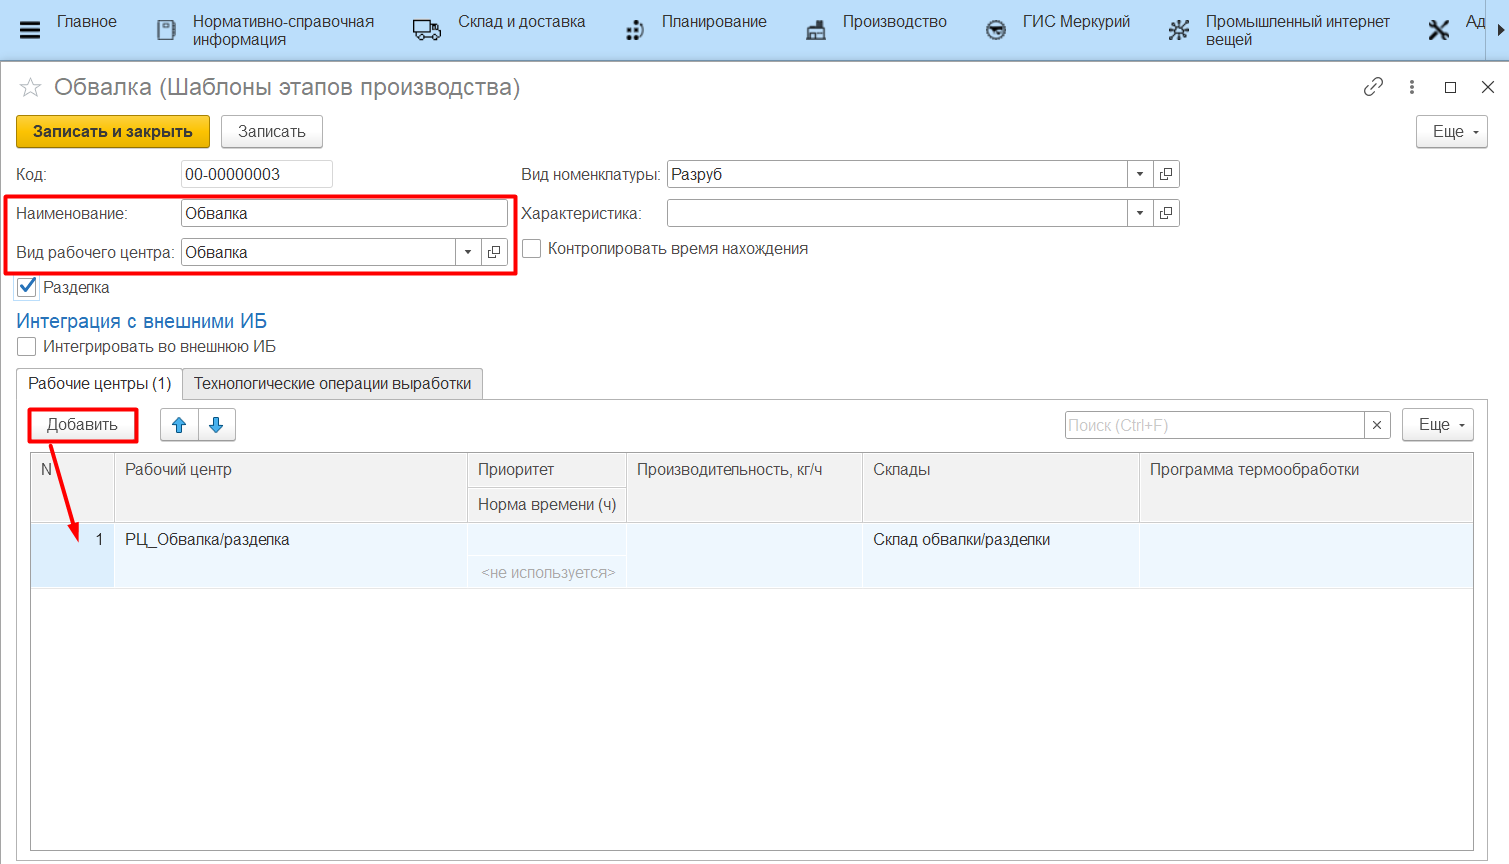 Главное
Нормативно-справочная
информация
Склад и доставка
Планирование
Производство
ГИС Меркурий
Промышленный интернет
вещей
Ад
Обвалка (Шаблоны этапов производства)
Записать и закрыть
Записать
Еще
Код: 00-00000003
Вид номенклатуры: Разруб
Наименование: Обвалка
Характеристика:
Вид рабочего центра: Обвалка
Контролировать время нахождения
Разделка
Интеграция с внешними ИБ
Интегрировать во внешнюю ИБ
Рабочие центры (1)
Технологические операции выработки
Добавить
Поиск (Ctrl+F)
Еще
N
Рабочий центр
Приоритет
Производительность, кг/ч
Склады
Программа термообработки
Норма времени (ч)
1
РЦ_Обвалка/разделка
Склад обвалки/разделки
<не используется>